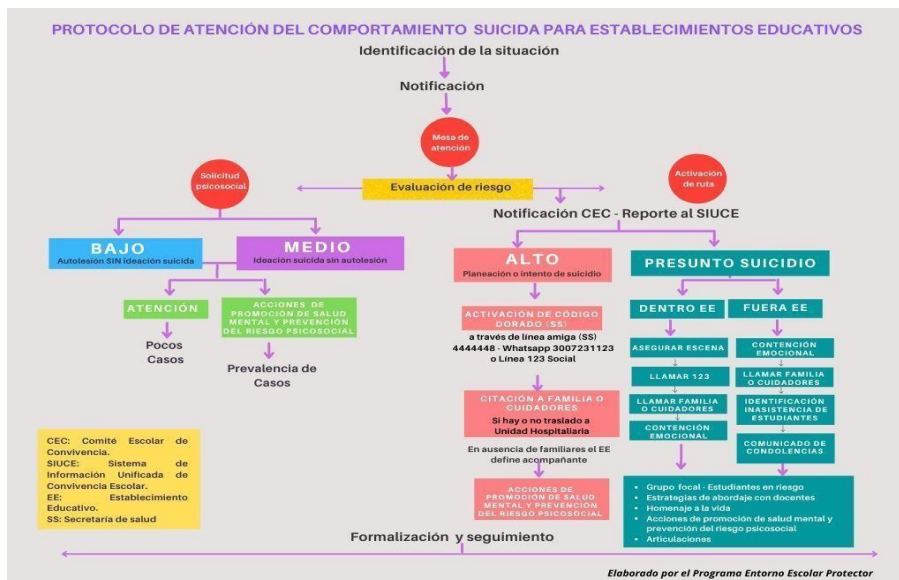 PROTOCOLO DE ATENCIÓN DEL COMPORTAMIENTO SUICIDA PARA ESTABLECIMIENTOS EDUCATIVOS
Identificación de la situación
Notificación
Mesa de
atención
Solicitud
psicosocial
Evaluación de riesgo
Activación
de ruta
Notificación CEC - Reporte al SIUCE
BAJO
Autolesión SIN ideación suicida
MEDIO
Ideación suicida sin autolesión
ATENCIÓN
Pocos
Casos
ACCIONES DE
PROMOCIÓN DE SALUD
MENTAL Y PREVENCIÓN
DEL RIESGO PSICOSOCIAL
Prevalencia de
Casos
ALTO
Planeación o intento de suicidio
ACTIVACIÓN DE CÓDIGO
DORADO (SS)
a través de línea amiga (SS)
4444448 - Whatsapp 3007231123
o Línea 123 Social
CITACIÓN A FAMILIA O
CUIDADORES
Si hay o no traslado a
Unidad Hospitaliaria
En ausencia de familiares el EE
define acompañante
ACCIONES DE
PROMOCIÓN DE SALUD
MENTAL Y PREVENCIÓN
DEL RIESGO PSICOSOCIAL
PRESUNTO SUICIDIO
DENTRO EE
ASEGURAR ESCENA
LLAMAR 123
LLAMAR FAMILIA
O CUIDADORES
CONTENCIÓN
EMOCIONAL
FUERA EE
CONTENCIÓN
EMOCIONAL
LLAMAR FAMILIA
O CUIDADORES
IDENTIFICACIÓN
INASISTENCIA DE
ESTUDIANTES
COMUNICADO DE
CONDOLENCIAS
• Grupo focal - Estudiantes en riesgo
• Estrategias de abordaje con docentes
• Homenaje a la vida
• Acciones de promoción de salud mental y
prevención del riesgo psicosocial
• Articulaciones
CEC: Comité Escolar de
Convivencia.
SIUCE: Sistema de
Información Unificada de
Convivencia Escolar.
EE: Establecimiento
Educativo.
SS: Secretaría de salud
Formalización y seguimiento
Elaborado por el Programa Entorno Escolar Protector